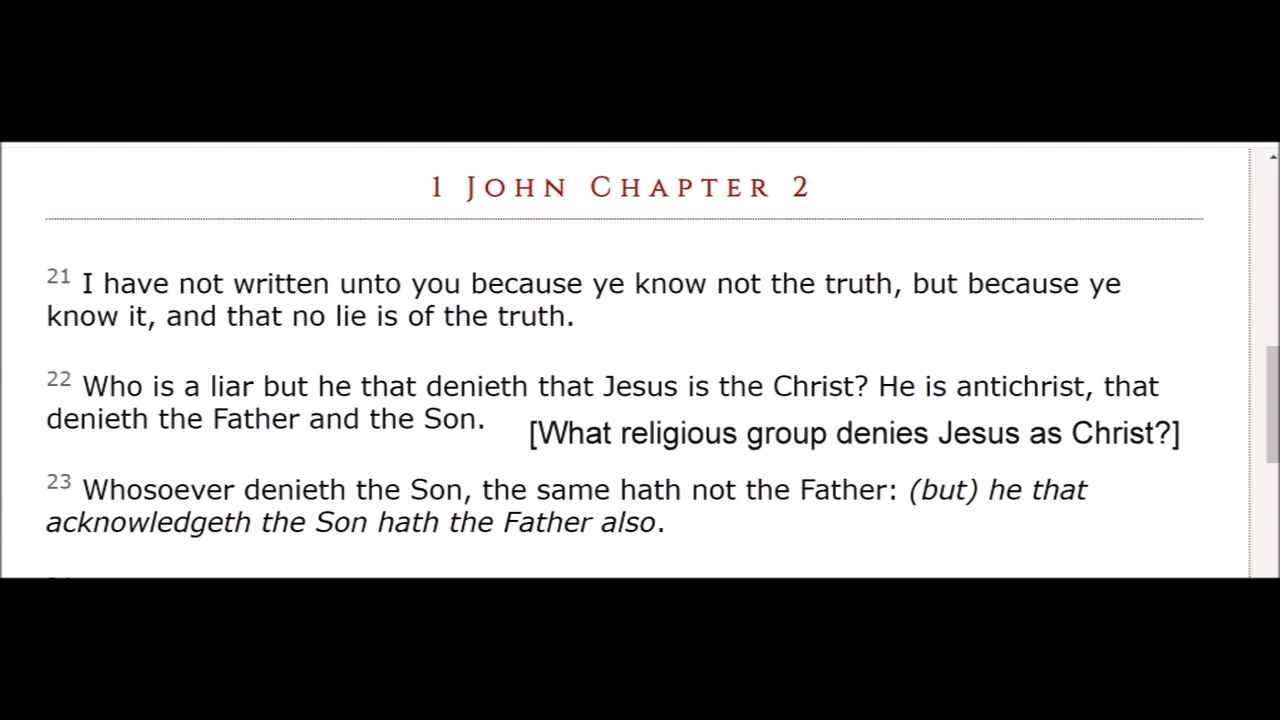 1 John Chapter 2
21 I have not written unto you because ye know not the truth, but because ye
know it, and that no lie is of the truth.
22 Who is a liar but he that denieth that Jesus is the Christ? He is antichrist, that
denieth the Father and the Son.
[What religious group denies Jesus as Christ?]
23 Whosoever denieth the Son, the same hath not the Father: (but) he that
acknowledgeth the Son hath the Father also.